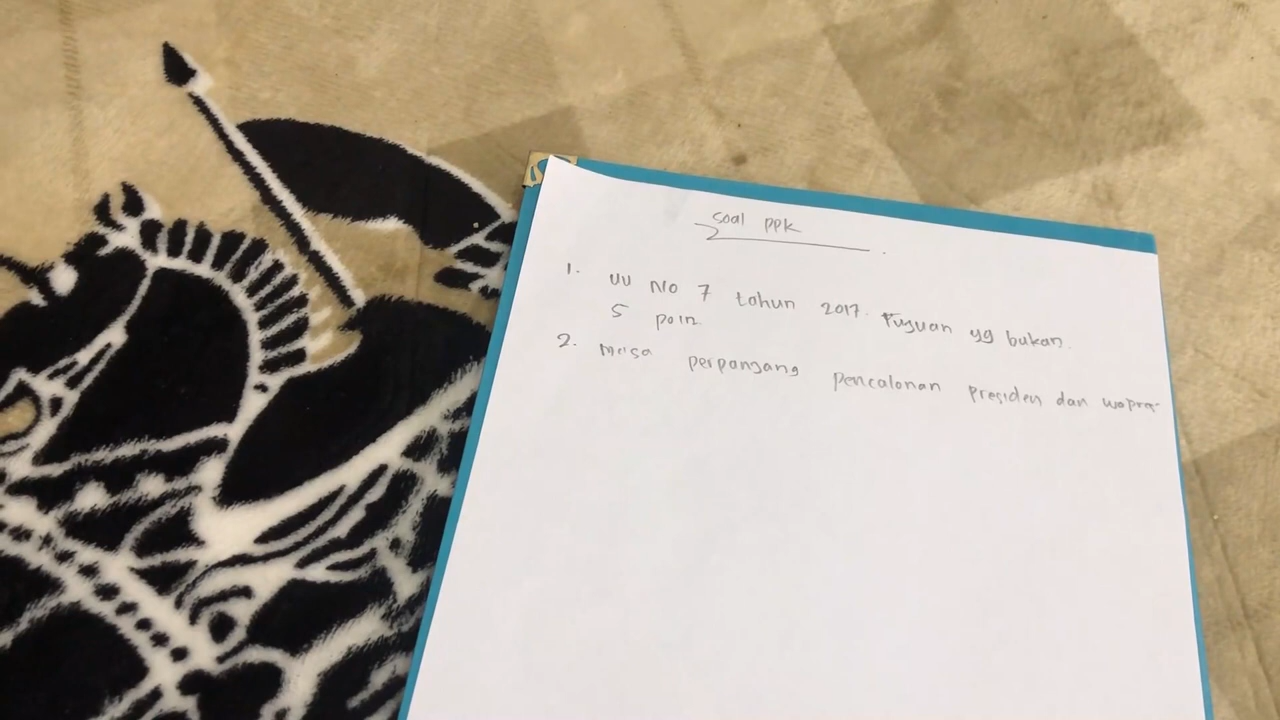 Soal ppk
1. UU NO 7 tahun 2017. Tujuan yg bukan.
5 poin.
2. Masa perpanjang pencalonan Presiden dan wapres